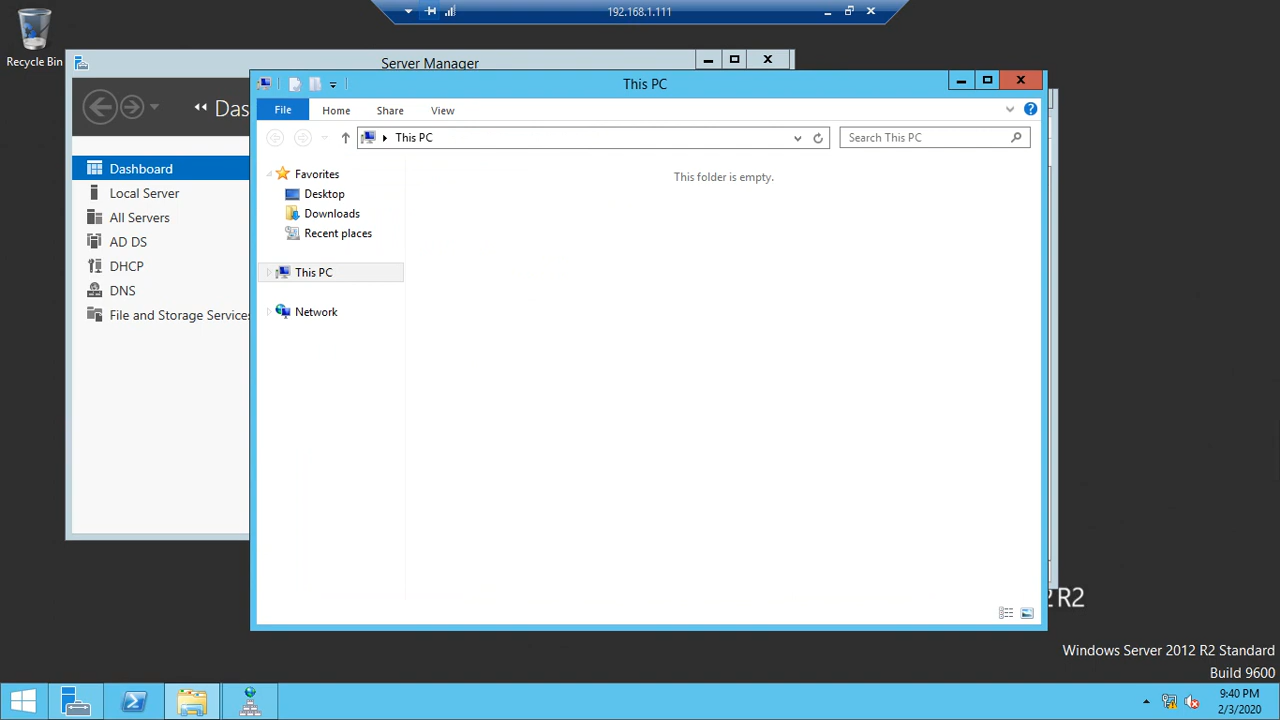 192.168.1.111
Recycle Bin
Server Manager
Das
Dashboard
Local Server
All Servers
AD DS
DHCP
DNS
File and Storage Services
This PC
File
Home
Share
View
This PC
Search This PC
Favorites
Desktop
Downloads
Recent places
This PC
Network
This folder is empty.
R2
Windows Server 2012 R2 Standard
Build 9600
9:40 PM
2/3/2020